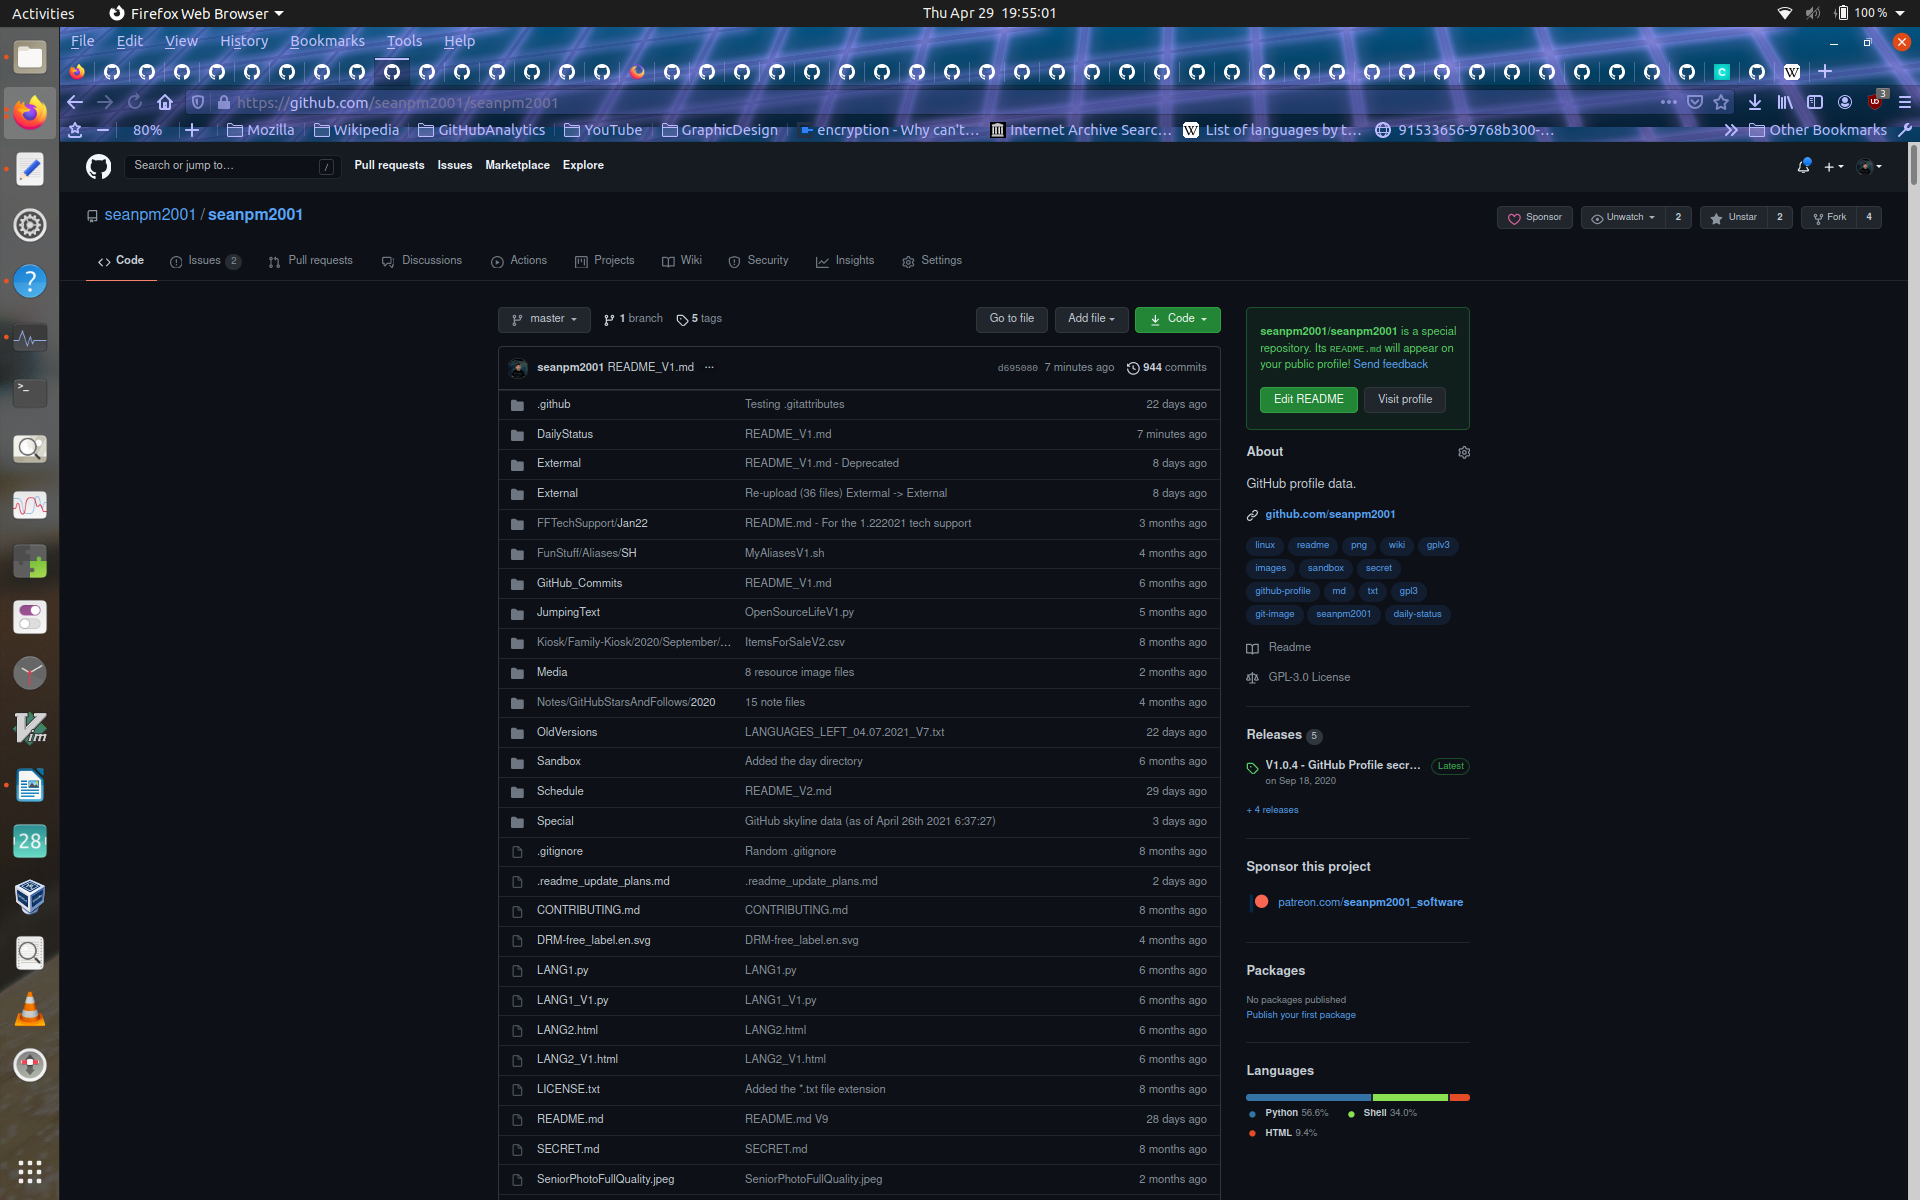 Activities Firefox Web Browser Thu Apr 29 19:55:01 100 %
File Edit View History Bookmarks Tools Help
https://github.com/seanpm2001/seanpm2001 3
80% Mozilla Wikipedia GitHubAnalytics YouTube GraphicDesign encryption - Why can't… Internet Archive Searc… List of languages by t… 91533656-9768b300-… Other Bookmarks
Search or jump to… / Pull requests Issues Marketplace Explore
seanpm2001 / seanpm2001 Sponsor Unwatch 2 Unstar 2 Fork 4
Code Issues 2 Pull requests Discussions Actions Projects Wiki Security Insights Settings
master 1 branch 5 tags Go to file Add file Code
seanpm2001 README_V1.md ··· d695080 7 minutes ago 944 commits
.github Testing .gitattributes 22 days ago
DailyStatus README_V1.md 7 minutes ago
Extermal README_V1.md - Deprecated 8 days ago
External Re-upload (36 files) Extermal -> External 8 days ago
FFTechSupport/Jan22 README.md - For the 1.222021 tech support 3 months ago
FunStuff/Aliases/SH MyAliasesV1.sh 4 months ago
GitHub_Commits README_V1.md 6 months ago
JumpingText OpenSourceLifeV1.py 5 months ago
Kiosk/Family-Kiosk/2020/September/… ItemsForSaleV2.csv 8 months ago
Media 8 resource image files 2 months ago
Notes/GitHubStarsAndFollows/2020 15 note files 4 months ago
OldVersions LANGUAGES_LEFT_04.07.2021_V7.txt 22 days ago
Sandbox Added the day directory 6 months ago
Schedule README_V2.md 29 days ago
Special GitHub skyline data (as of April 26th 2021 6:37:27) 3 days ago
.gitignore Random .gitignore 8 months ago
.readme_update_plans.md .readme_update_plans.md 2 days ago
CONTRIBUTING.md CONTRIBUTING.md 8 months ago
DRM-free_label.en.svg DRM-free_label.en.svg 4 months ago
LANG1.py LANG1.py 6 months ago
LANG1_V1.py LANG1_V1.py 6 months ago
LANG2.html LANG2.html 6 months ago
LANG2_V1.html LANG2_V1.html 6 months ago
LICENSE.txt Added the *.txt file extension 8 months ago
README.md README.md V9 28 days ago
SECRET.md SECRET.md 8 months ago
SeniorPhotoFullQuality.jpeg SeniorPhotoFullQuality.jpeg 2 months ago
seanpm2001/seanpm2001 is a special
repository. Its README.md will appear on
your public profile! Send feedback
Edit README Visit profile
About
GitHub profile data.
github.com/seanpm2001
linux readme png wiki gplv3
images sandbox secret
github-profile md txt gpl3
git-image seanpm2001 daily-status
Readme
GPL-3.0 License
Releases 5
V1.0.4 - GitHub Profile secr… Latest
on Sep 18, 2020
+ 4 releases
Sponsor this project
patreon.com/seanpm2001_software
Packages
No packages published
Publish your first package
Languages
Python 56.6% Shell 34.0%
HTML 9.4%
28
Vim